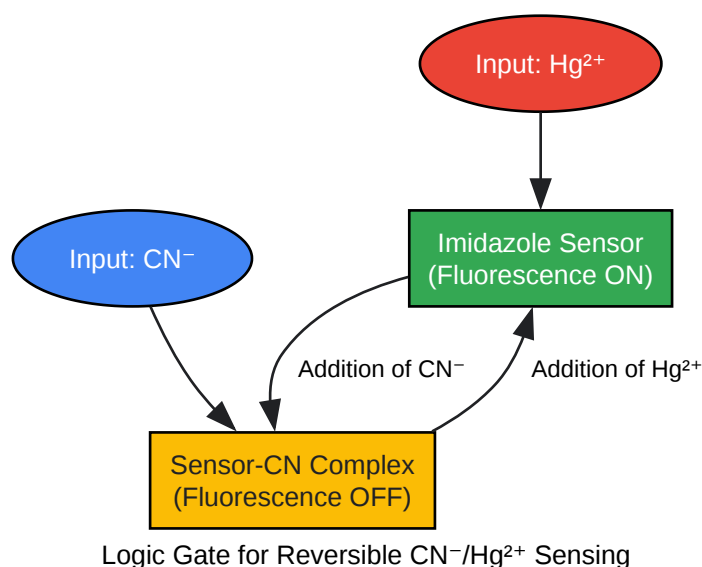 Input: Hg²⁺
Input: CN⁻
Imidazole Sensor
(Fluorescence ON)
Addition of CN⁻
Addition of Hg²⁺
Sensor-CN Complex
(Fluorescence OFF)
Logic Gate for Reversible CN⁻/Hg²⁺ Sensing